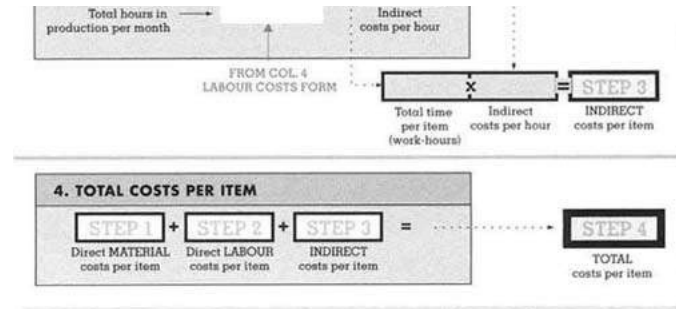 Total hours in
production per month
Indirect
costs per hour
FROM COL. 4
LABOUR COSTS FORM
x
=
STEP 3
Total time
per item
(work-hours)
Indirect
costs per hour
INDIRECT
costs per item
4. TOTAL COSTS PER ITEM
STEP 1 + STEP 2 + STEP 3 = STEP 4
Direct MATERIAL
costs per item
Direct LABOUR
costs per item
INDIRECT
costs per item
TOTAL
costs per item